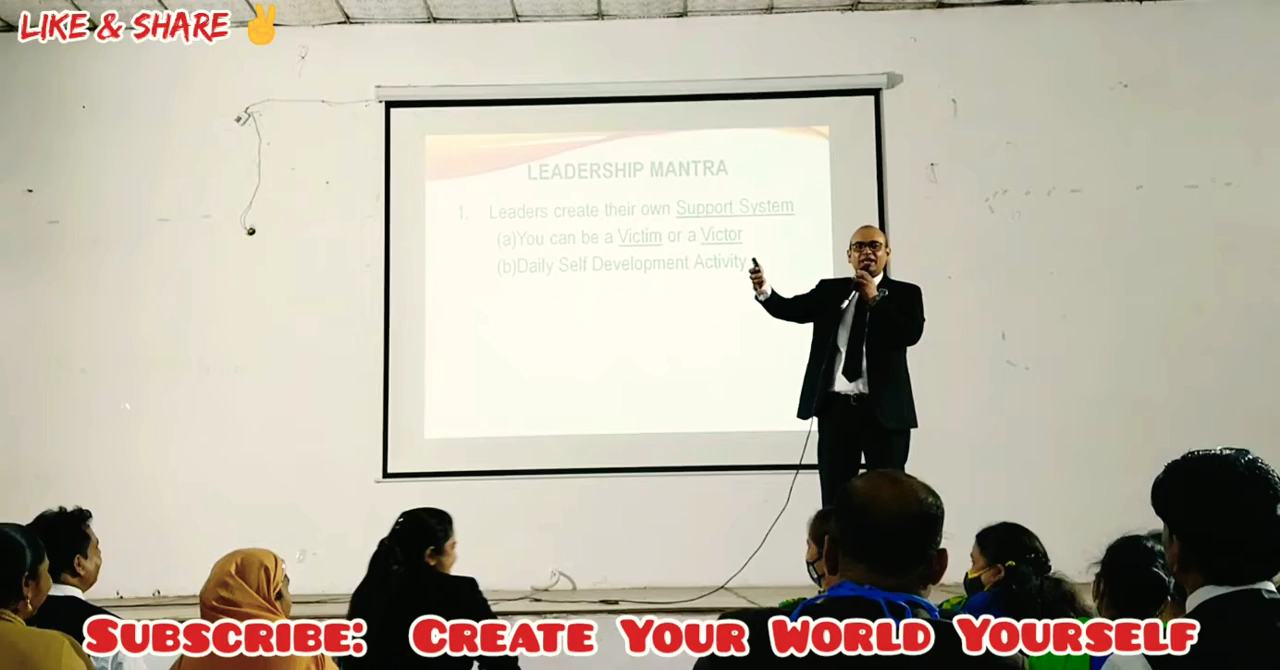 LIKE & SHARE ✌
LEADERSHIP MANTRA
1. Leaders create their own Support System
(a)You can be a Victim or a Victor
(b)Daily Self Development Activity
Subscribe: Create Your World Yourself